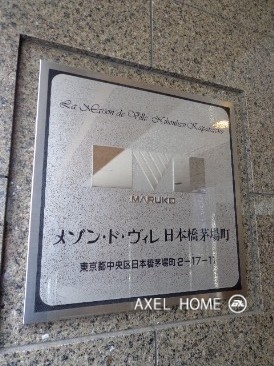 La Maison de Ville Nihonbashi Kayabacho
MARUKO
メゾン・ド・ヴィレ 日本橋茅場町
東京都中央区日本橋茅場町2-17-11
AXEL HOME